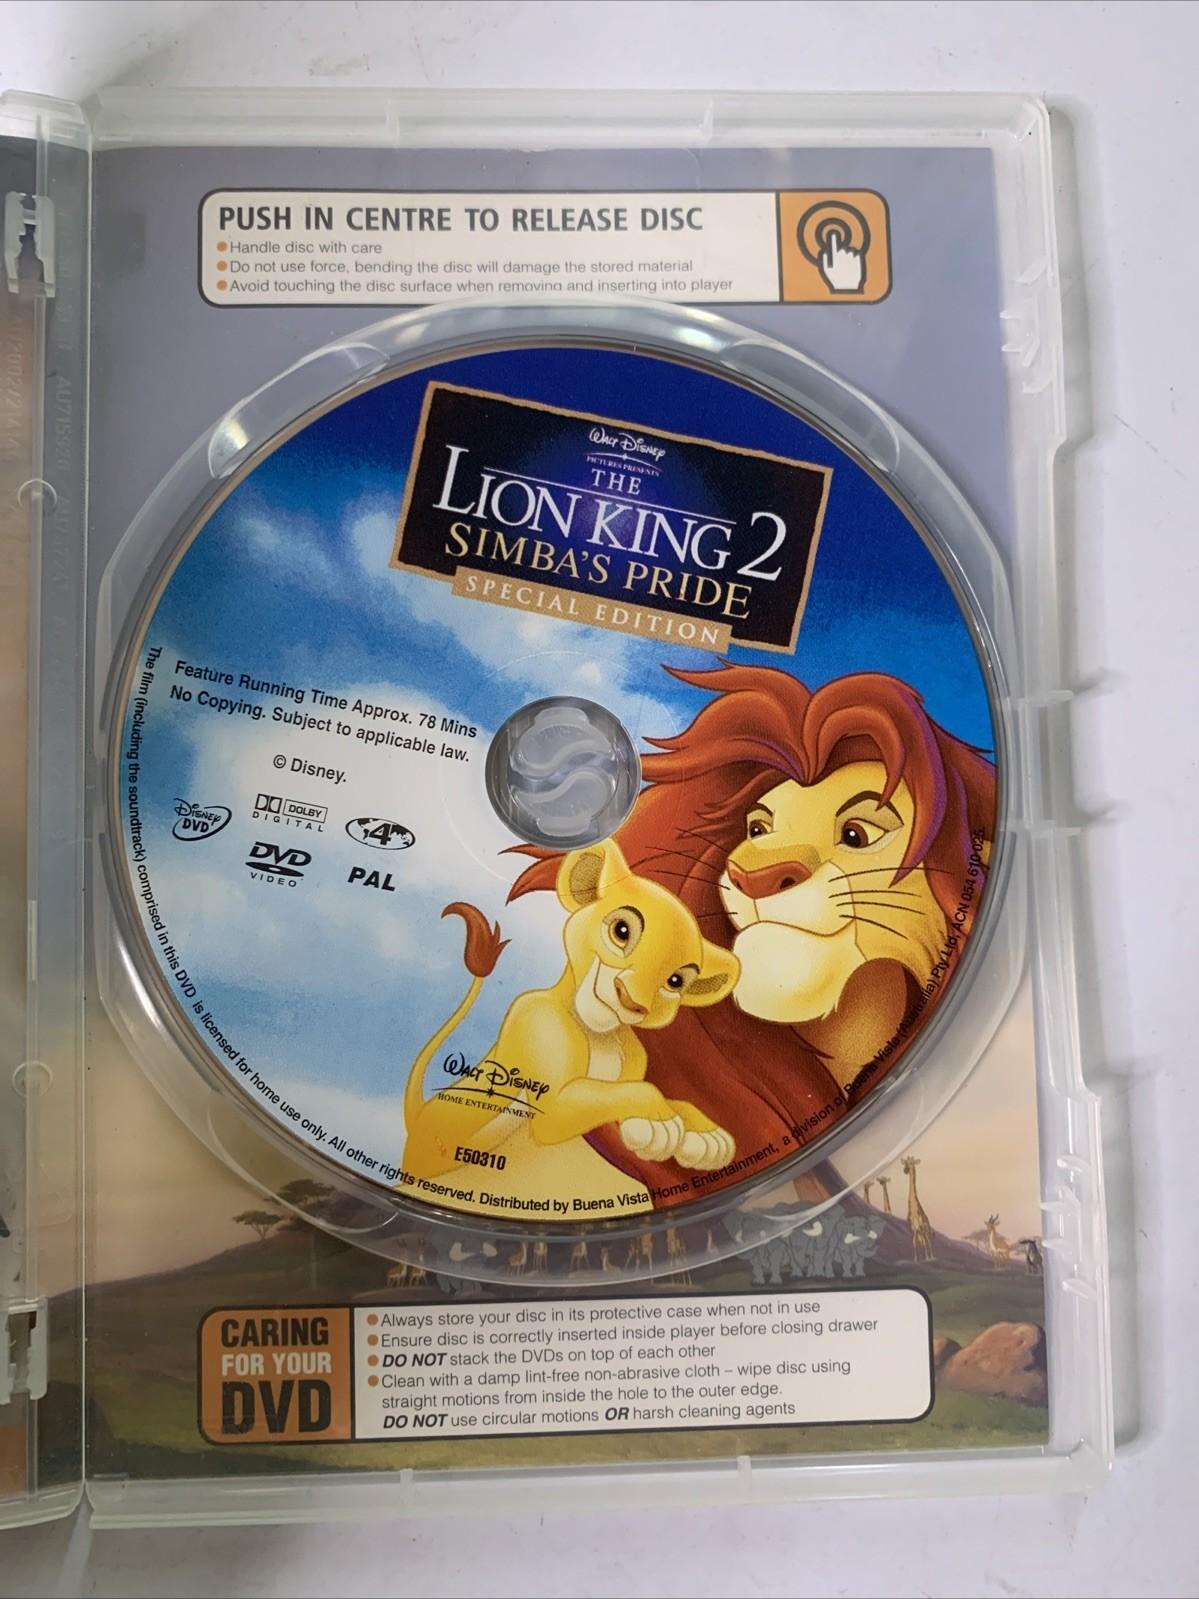 PUSH IN CENTRE TO RELEASE DISC
Handle disc with care
Do not use force, bending the disc will damage the stored material
Avoid touching the disc surface when removing and inserting into player
WALT DISNEY
PICTURES PRESENTS
THE
LION KING 2
SIMBA'S PRIDE
SPECIAL EDITION
Feature Running Time Approx. 78 Mins
No Copying. Subject to applicable law.
© Disney.
DISNEY
DVD
DOLBY
DIGITAL
4
DVD
VIDEO
PAL
WALT DISNEY
HOME ENTERTAINMENT
E50310
The film (including the soundtrack) comprised in this DVD is licensed for home use only. All other rights reserved. Distributed by Buena Vista Home Entertainment, a division of Buena Vista (Australia) Pty Ltd, ACN 054 610 025.
CARING
FOR YOUR
DVD
Always store your disc in its protective case when not in use
Ensure disc is correctly inserted inside player before closing drawer
DO NOT stack the DVDs on top of each other
Clean with a damp lint-free non-abrasive cloth – wipe disc using
straight motions from inside the hole to the outer edge.
DO NOT use circular motions OR harsh cleaning agents